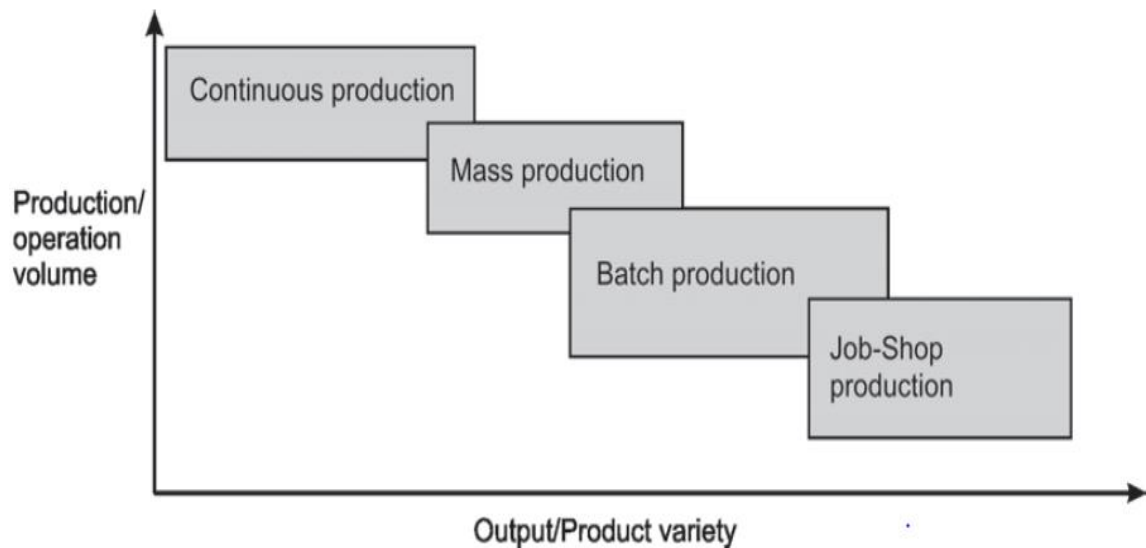 Continuous production
Mass production
Production/
operation
volume
Batch production
Job-Shop
production
Output/Product variety